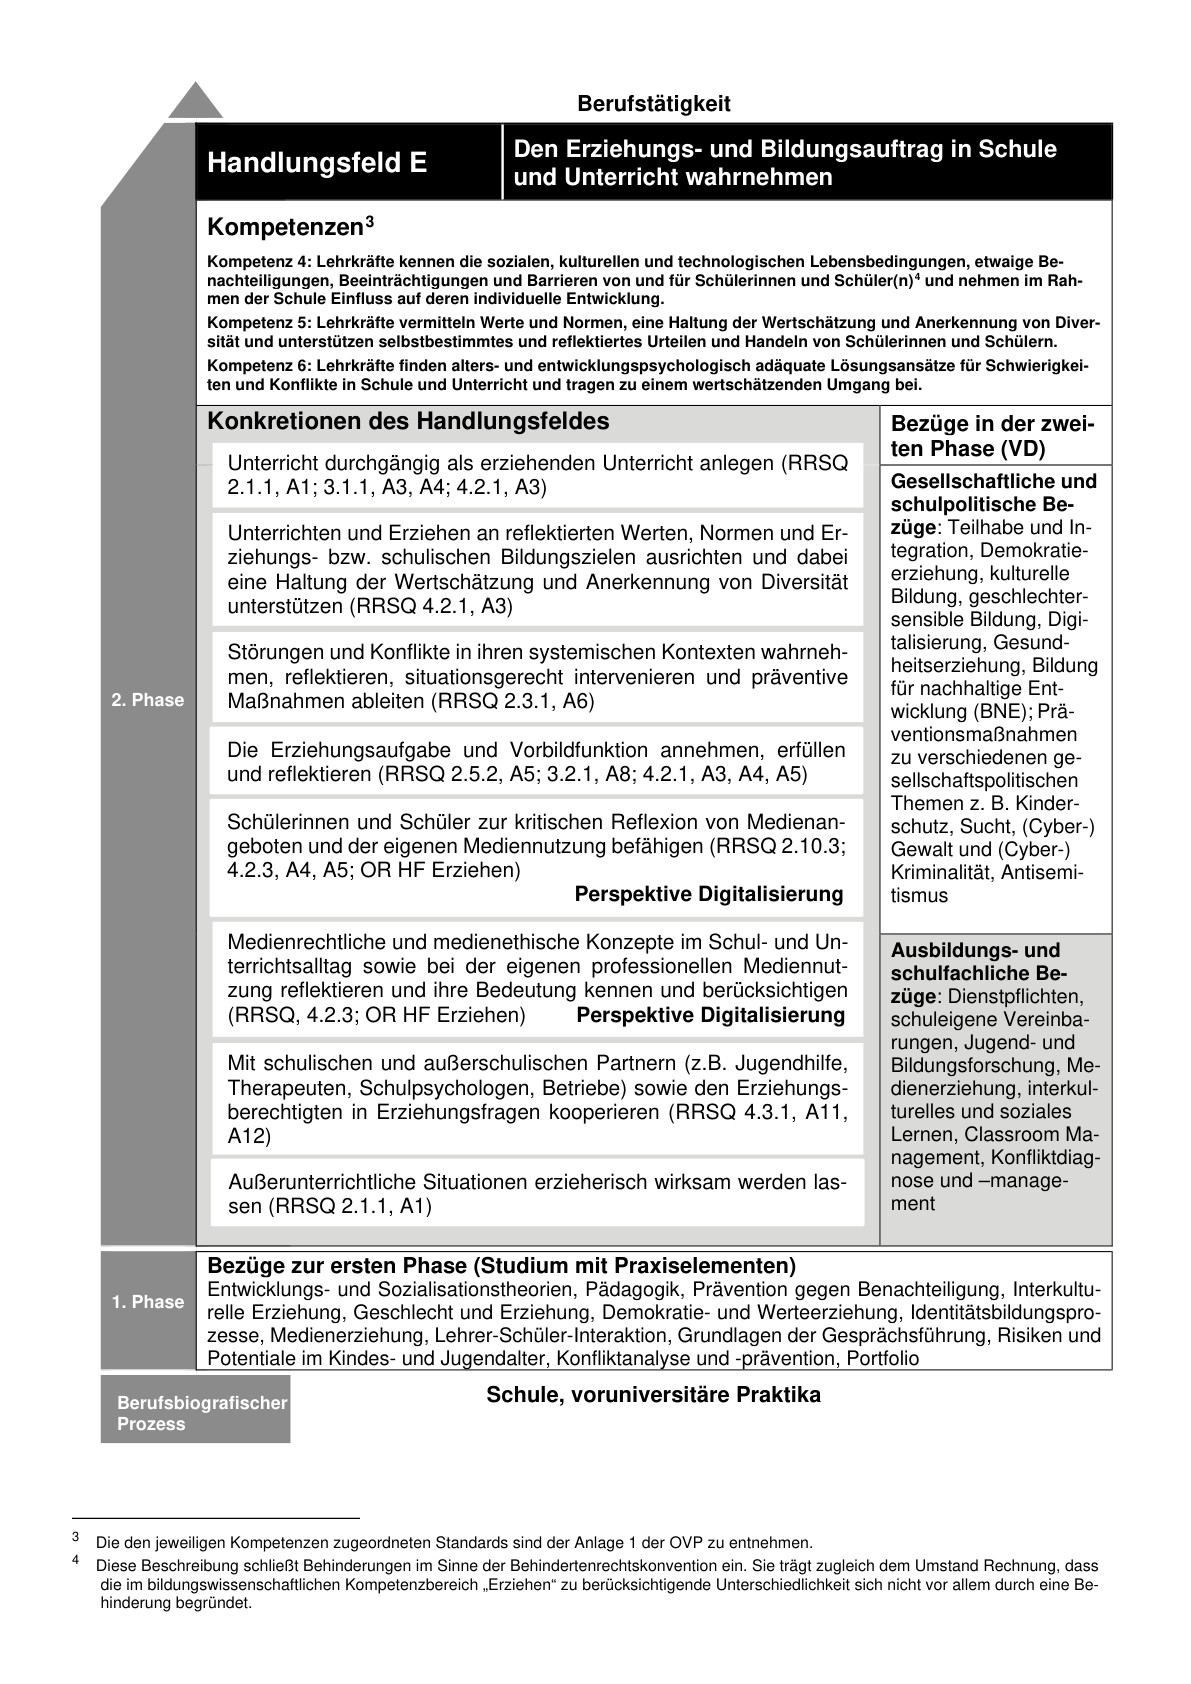 Berufstätigkeit
Handlungsfeld E
Den Erziehungs- und Bildungsauftrag in Schule
und Unterricht wahrnehmen
Kompetenzen³
Kompetenz 4: Lehrkräfte kennen die sozialen, kulturellen und technologischen Lebensbedingungen, etwaige Be-
nachteiligungen, Beeinträchtigungen und Barrieren von und für Schülerinnen und Schüler(n)⁴ und nehmen im Rah-
men der Schule Einfluss auf deren individuelle Entwicklung.
Kompetenz 5: Lehrkräfte vermitteln Werte und Normen, eine Haltung der Wertschätzung und Anerkennung von Diver-
sität und unterstützen selbstbestimmtes und reflektiertes Urteilen und Handeln von Schülerinnen und Schülern.
Kompetenz 6: Lehrkräfte finden alters- und entwicklungspsychologisch adäquate Lösungsansätze für Schwierigkei-
ten und Konflikte in Schule und Unterricht und tragen zu einem wertschätzenden Umgang bei.
2. Phase
Konkretionen des Handlungsfeldes
Unterricht durchgängig als erziehenden Unterricht anlegen (RRSQ
2.1.1, A1; 3.1.1, A3, A4; 4.2.1, A3)
Unterrichten und Erziehen an reflektierten Werten, Normen und Er-
ziehungs- bzw. schulischen Bildungszielen ausrichten und dabei
eine Haltung der Wertschätzung und Anerkennung von Diversität
unterstützen (RRSQ 4.2.1, A3)
Störungen und Konflikte in ihren systemischen Kontexten wahrneh-
men, reflektieren, situationsgerecht intervenieren und präventive
Maßnahmen ableiten (RRSQ 2.3.1, A6)
Die Erziehungsaufgabe und Vorbildfunktion annehmen, erfüllen
und reflektieren (RRSQ 2.5.2, A5; 3.2.1, A8; 4.2.1, A3, A4, A5)
Schülerinnen und Schüler zur kritischen Reflexion von Medienan-
geboten und der eigenen Mediennutzung befähigen (RRSQ 2.10.3;
4.2.3, A4, A5; OR HF Erziehen)
Perspektive Digitalisierung
Medienrechtliche und medienethische Konzepte im Schul- und Un-
terrichtsalltag sowie bei der eigenen professionellen Mediennut-
zung reflektieren und ihre Bedeutung kennen und berücksichtigen
(RRSQ, 4.2.3; OR HF Erziehen) Perspektive Digitalisierung
Mit schulischen und außerschulischen Partnern (z.B. Jugendhilfe,
Therapeuten, Schulpsychologen, Betriebe) sowie den Erziehungs-
berechtigten in Erziehungsfragen kooperieren (RRSQ 4.3.1, A11,
A12)
Außerunterrichtliche Situationen erzieherisch wirksam werden las-
sen (RRSQ 2.1.1, A1)
Bezüge in der zwei-
ten Phase (VD)
Gesellschaftliche und
schulpolitische Be-
züge: Teilhabe und In-
tegration, Demokratie-
erziehung, kulturelle
Bildung, geschlechter-
sensible Bildung, Digi-
talisierung, Gesund-
heitserziehung, Bildung
für nachhaltige Ent-
wicklung (BNE); Prä-
ventionsmaßnahmen
zu verschiedenen ge-
sellschaftspolitischen
Themen z. B. Kinder-
schutz, Sucht, (Cyber-)
Gewalt und (Cyber-)
Kriminalität, Antisemi-
tismus
Ausbildungs- und
schulfachliche Be-
züge: Dienstpflichten,
schuleigene Vereinba-
rungen, Jugend- und
Bildungsforschung, Me-
dienerziehung, interkul-
turelles und soziales
Lernen, Classroom Ma-
nagement, Konfliktdiag-
nose und –manage-
ment
1. Phase
Bezüge zur ersten Phase (Studium mit Praxiselementen)
Entwicklungs- und Sozialisationstheorien, Pädagogik, Prävention gegen Benachteiligung, Interkultu-
relle Erziehung, Geschlecht und Erziehung, Demokratie- und Werteerziehung, Identitätsbildungspro-
zesse, Medienerziehung, Lehrer-Schüler-Interaktion, Grundlagen der Gesprächsführung, Risiken und
Potentiale im Kindes- und Jugendalter, Konfliktanalyse und -prävention, Portfolio
Berufsbiografischer
Prozess
Schule, voruniversitäre Praktika
3 Die den jeweiligen Kompetenzen zugeordneten Standards sind der Anlage 1 der OVP zu entnehmen.
4 Diese Beschreibung schließt Behinderungen im Sinne der Behindertenrechtskonvention ein. Sie trägt zugleich dem Umstand Rechnung, dass
die im bildungswissenschaftlichen Kompetenzbereich „Erziehen“ zu berücksichtigende Unterschiedlichkeit sich nicht vor allem durch eine Be-
hinderung begründet.